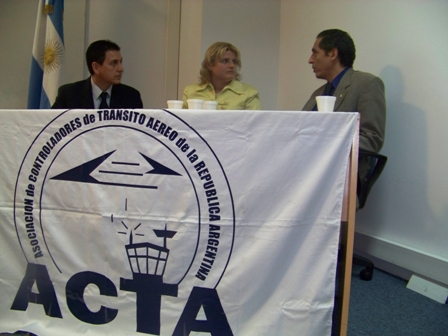 ASOCIACION de CONTROLADORES de TRANSITO AEREO de la REPUBLICA ARGENTINA
ACTA